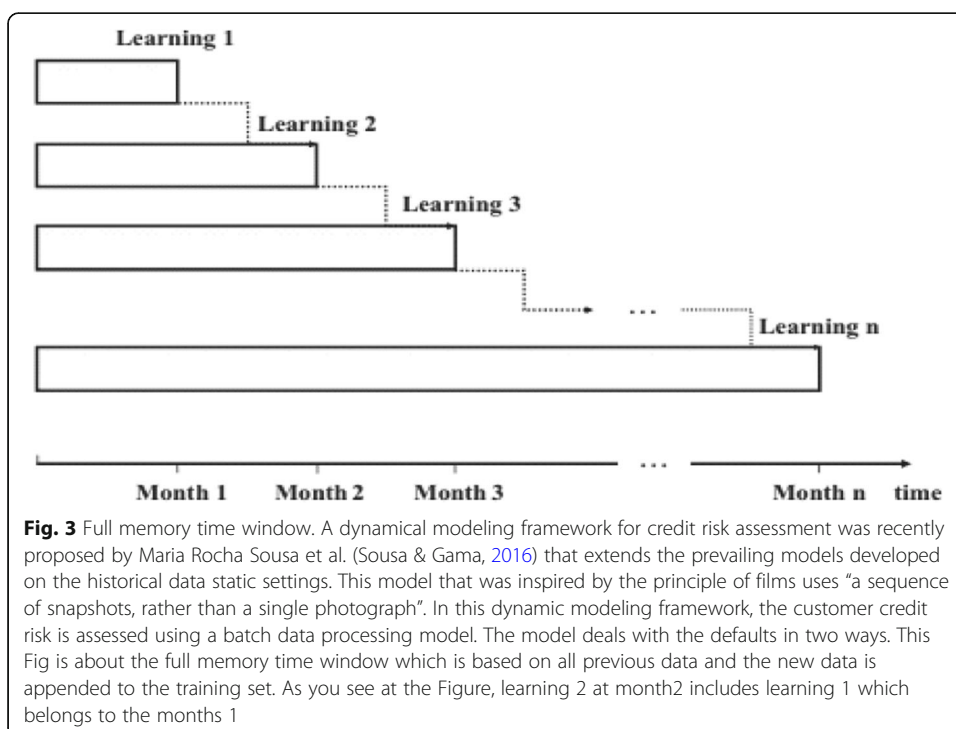 Learning 1
Learning 2
Learning 3
...
Learning n
...
Month 1 Month 2 Month 3 Month n time
Fig. 3 Full memory time window. A dynamical modeling framework for credit risk assessment was recently
proposed by Maria Rocha Sousa et al. (Sousa & Gama, 2016) that extends the prevailing models developed
on the historical data static settings. This model that was inspired by the principle of films uses “a sequence
of snapshots, rather than a single photograph”. In this dynamic modeling framework, the customer credit
risk is assessed using a batch data processing model. The model deals with the defaults in two ways. This
Fig is about the full memory time window which is based on all previous data and the new data is
appended to the training set. As you see at the Figure, learning 2 at month2 includes learning 1 which
belongs to the months 1